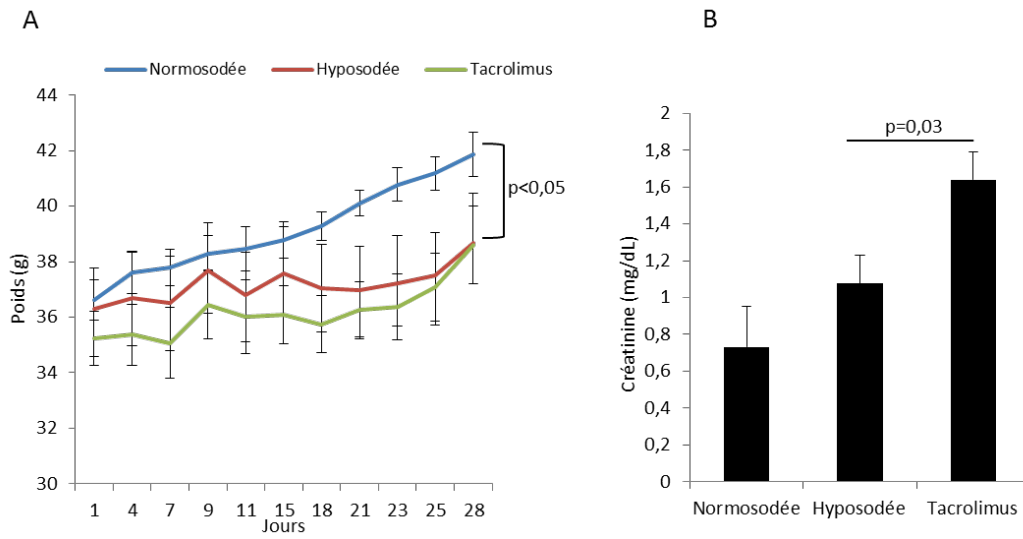 A
Normosodée Hyposodée Tacrolimus
44
42
40
38
36
34
32
30
Poids (g)
p<0,05
1 4 7 9 11 15 18 21 23 25 28
Jours
B
2
1,8
1,6
1,4
1,2
1
0,8
0,6
0,4
0,2
0
Créatinine (mg/dL)
p=0,03
Normosodée Hyposodée Tacrolimus